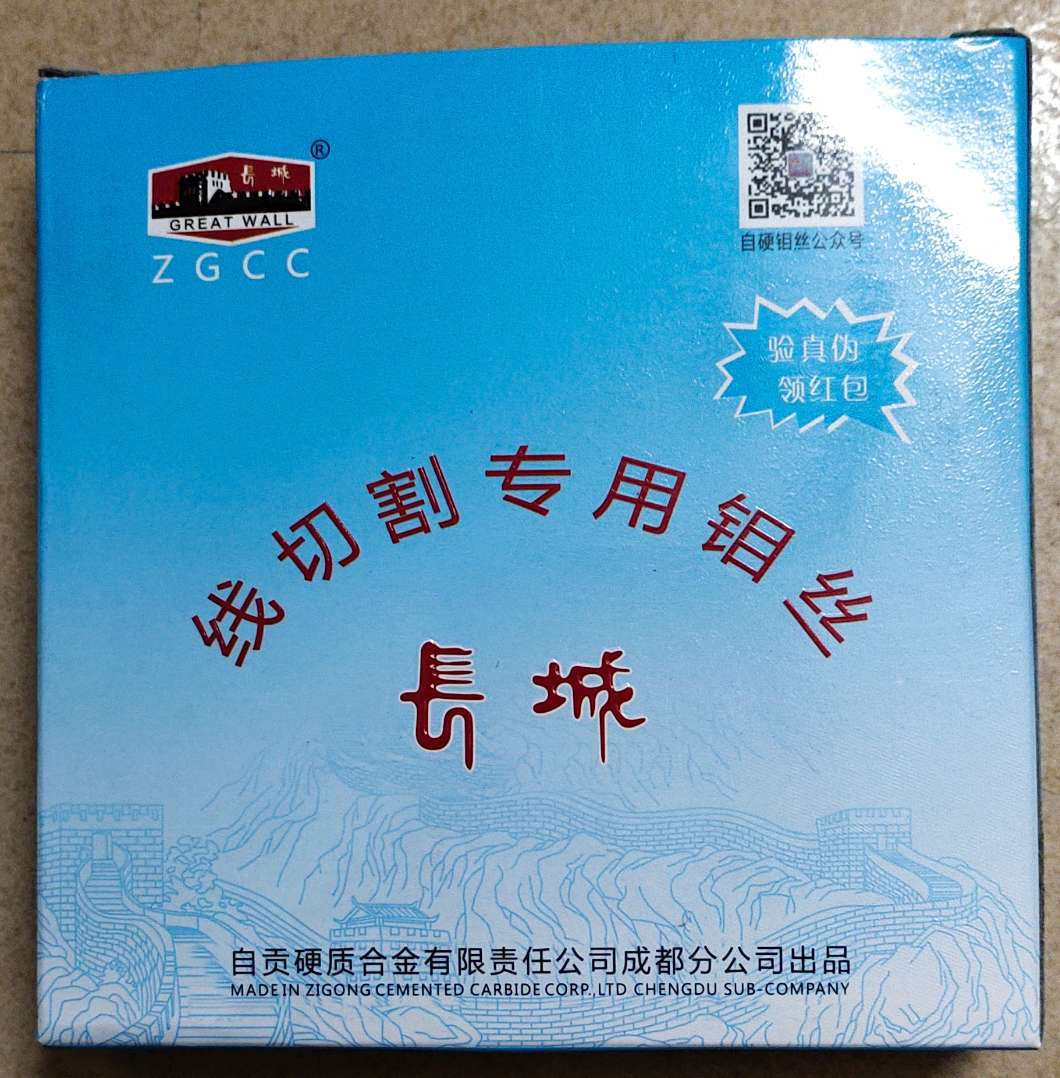 ®
長城
GREAT WALL
ZGCC
自硬钼丝公众号
验真伪
领红包
线切割专用钼丝
長城
自贡硬质合金有限责任公司成都分公司出品
MADE IN ZIGONG CEMENTED CARBIDE CORP.,LTD CHENGDU SUB-COMPANY